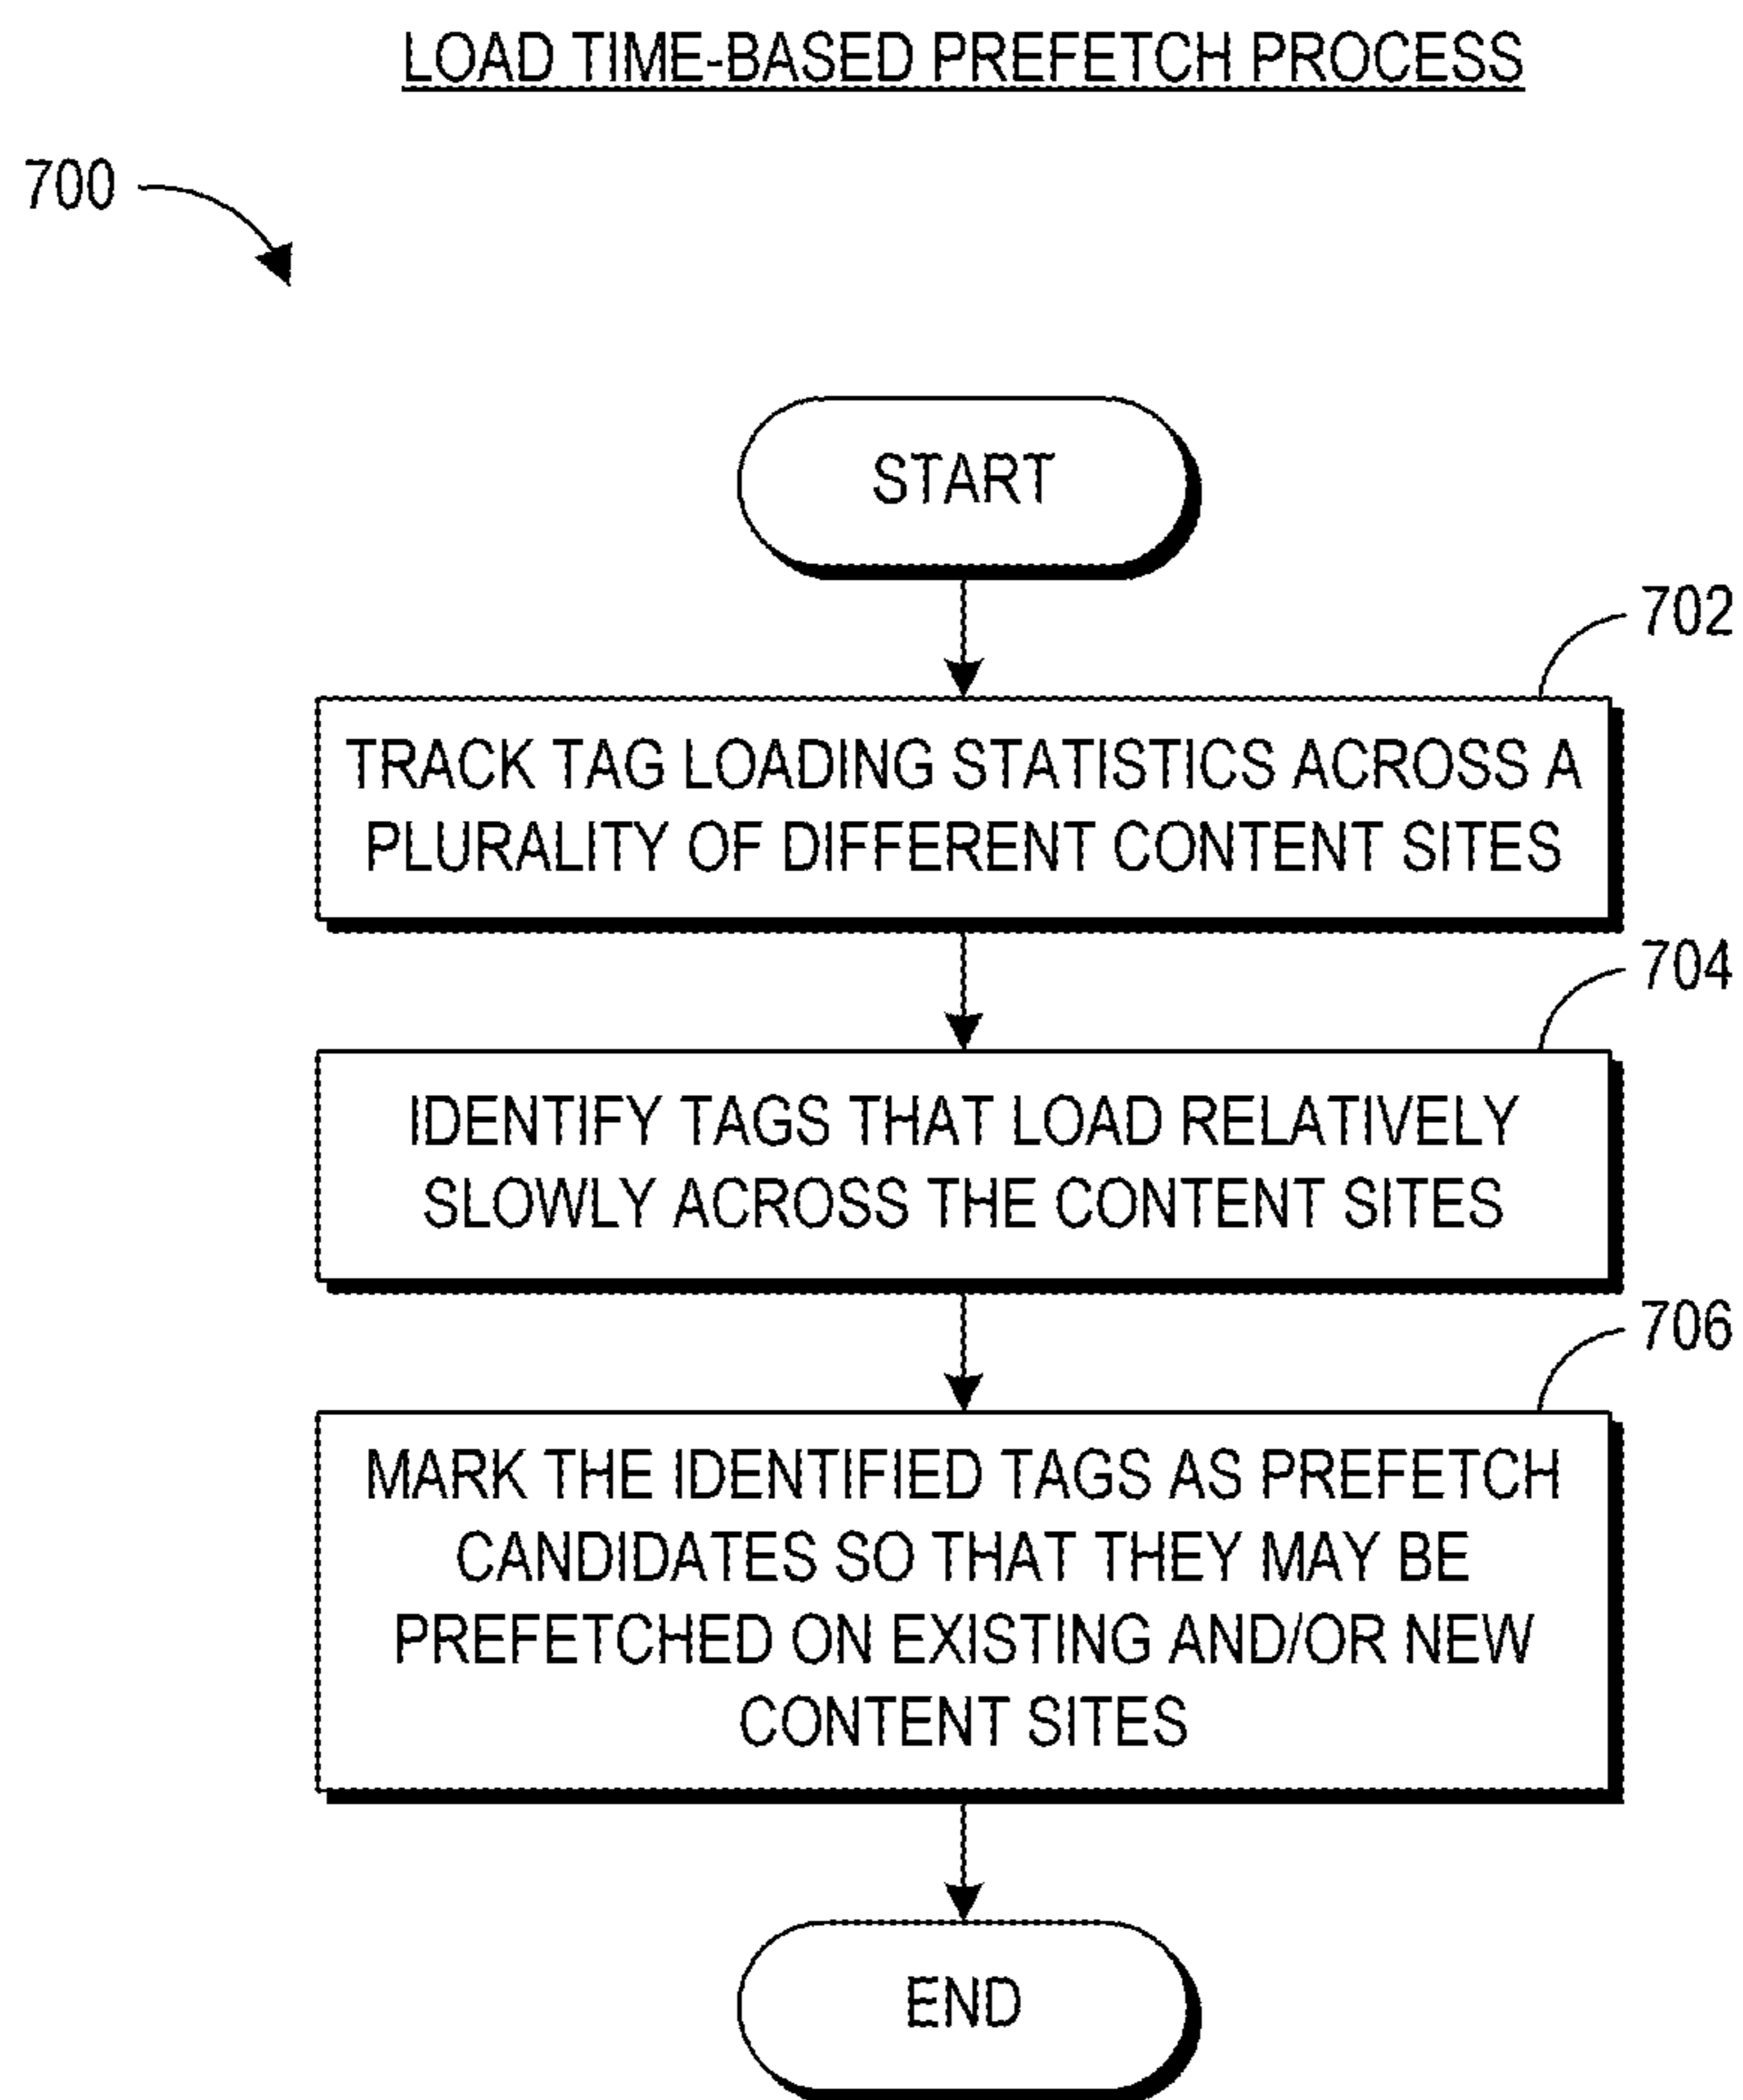 LOAD TIME-BASED PREFETCH PROCESS
700
START
702
TRACK TAG LOADING STATISTICS ACROSS A
PLURALITY OF DIFFERENT CONTENT SITES
704
IDENTIFY TAGS THAT LOAD RELATIVELY
SLOWLY ACROSS THE CONTENT SITES
706
MARK THE IDENTIFIED TAGS AS PREFETCH
CANDIDATES SO THAT THEY MAY BE
PREFETCHED ON EXISTING AND/OR NEW
CONTENT SITES
END